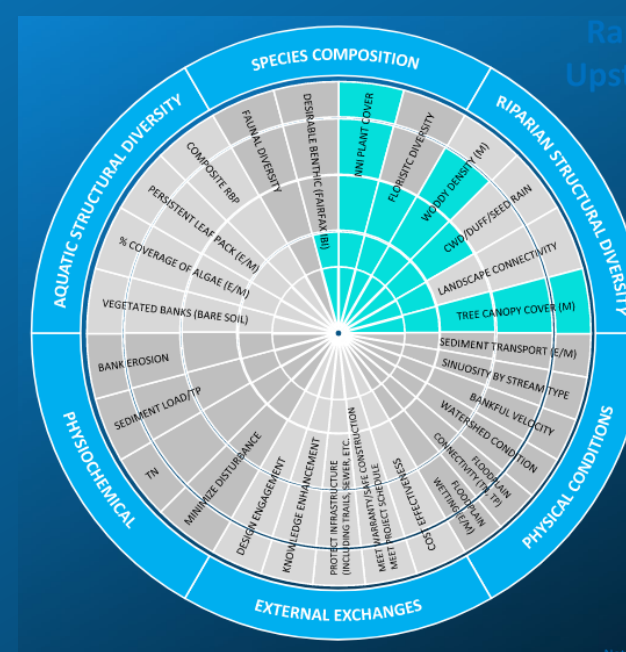 Ra
Upst
SPECIES COMPOSITION
RIPARIAN STRUCTURAL DIVERSITY
PHYSICAL CONDITIONS
EXTERNAL EXCHANGES
PHYSIOCHEMICAL
AQUATIC STRUCTURAL DIVERSITY
FAUNAL DIVERSITY
DESIRABLE BENTHIC (FAIRFAX IBI)
NNI PLANT COVER
FLORISITC DIVERSITY
WODDY DENSITY (M)
CWD/DUFF/SEED RAIN
LANDSCAPE CONNECTIVITY
TREE CANOPY COVER (M)
SEDIMENT TRANSPORT (E/M)
SINUOSITY BY STREAM TYPE
BANKFUL VELOCITY
WATERSHED CONDITION
FLOODPLAIN
CONNECTIVITY (TN, TP)
FLOODPLAIN
WETTING (E/M)
COST EFFECTIVENESS
MEET WARRANTY/SAFE CONSTRUCTION
MEET PROJECT SCHEDULE
PROTECT INFRASTRUCTURE
(INCLUDING TRAILS, SEWER, ETC.
KNOWLEDGE ENHANCEMENT
DESIGN ENGAGEMENT
MINIMIZE DISTURBANCE
TN
SEDIMENT LOAD/TP
BANK EROSION
VEGETATED BANKS (BARE SOIL)
% COVERAGE OF ALGAE (E/M)
PERSISTENT LEAF PACK (E/M)
COMPOSITE RBP